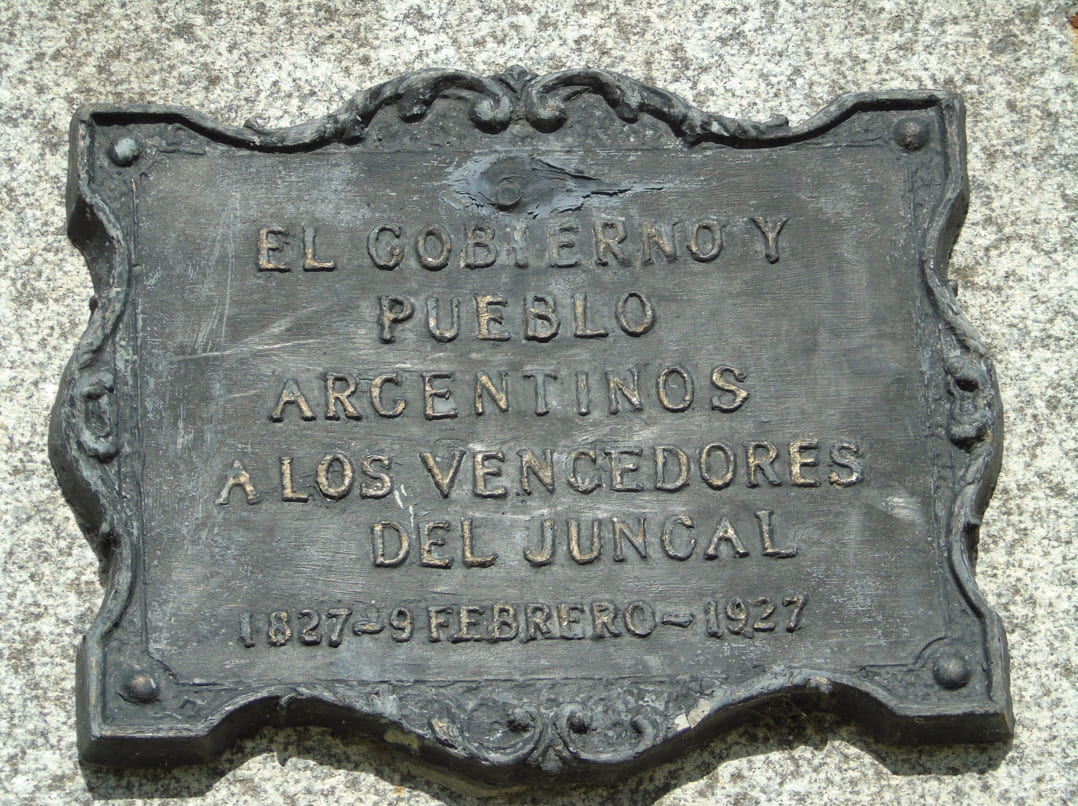 EL GOBIERNO Y
PUEBLO
ARGENTINOS
A LOS VENCEDORES
DEL JUNCAL
1827~9 FEBRERO~1927